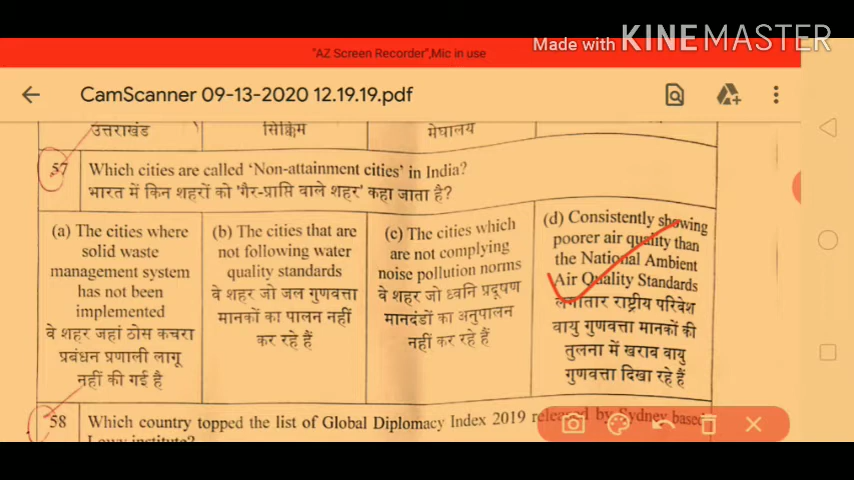 Made with KINEMASTER
"AZ Screen Recorder",Mic in use
CamScanner 09-13-2020 12.19.19.pdf
उत्तराखंड
सिक्किम
मेघालय
57
Which cities are called 'Non-attainment cities' in India?
भारत में किन शहरों को 'गैर-प्राप्ति वाले शहर' कहा जाता है?
(a) The cities where
solid waste
management system
has not been
implemented
वे शहर जहां ठोस कचरा
प्रबंधन प्रणाली लागू
नहीं की गई है
(b) The cities that are
not following water
quality standards
वे शहर जो जल गुणवत्ता
मानकों का पालन नहीं
कर रहे हैं
(c) The cities which
are not complying
noise pollution norms
वे शहर जो ध्वनि प्रदूषण
मानदंडों का अनुपालन
नहीं कर रहे हैं
(d) Consistently showing
poorer air quality than
the National Ambient
Air Quality Standards
लगातार राष्ट्रीय परिवेश
वायु गुणवत्ता मानकों की
तुलना में खराब वायु
गुणवत्ता दिखा रहे हैं
58
Which country topped the list of Global Diplomacy Index 2019 released by Sydney based
Lowy institute?